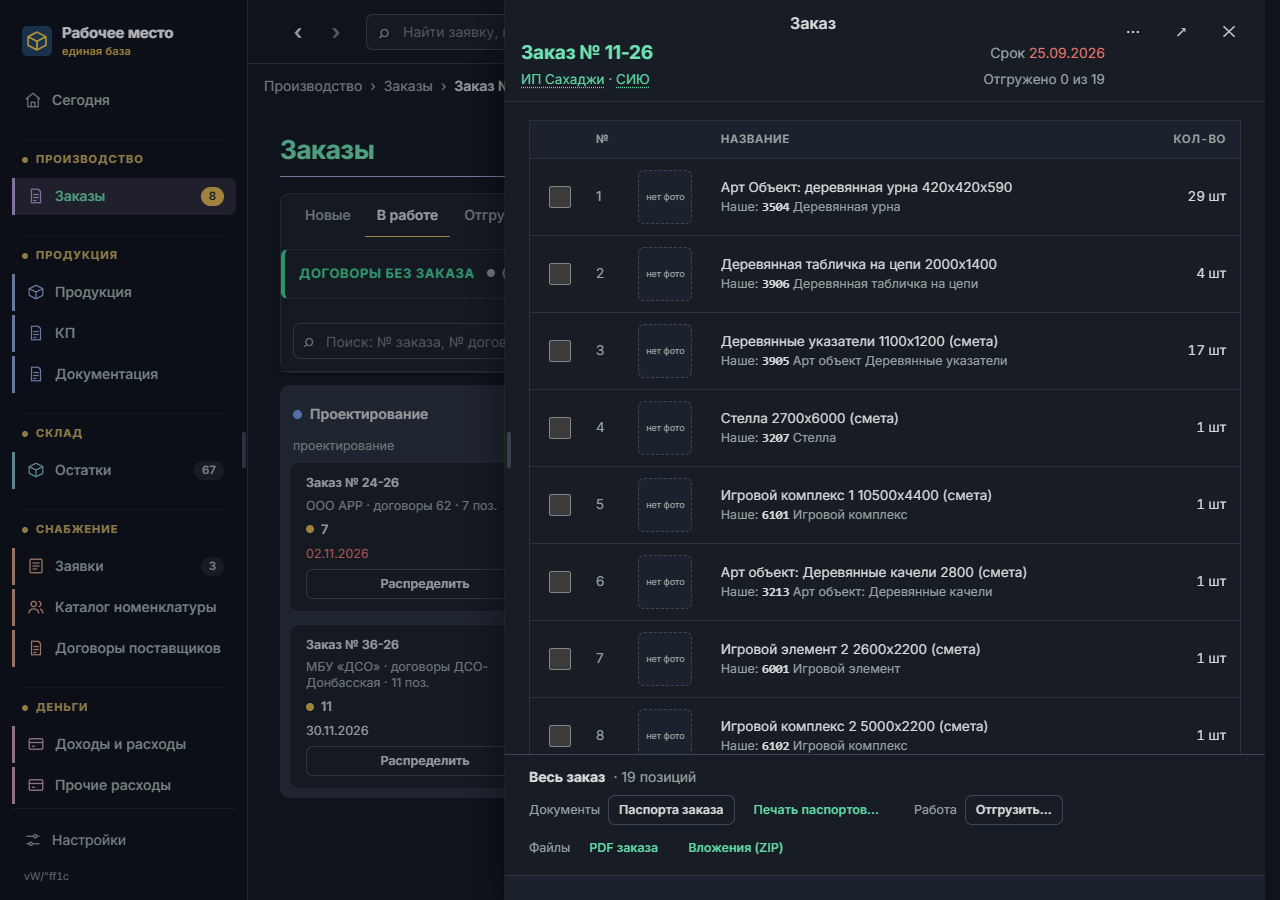 Рабочее место
единая база
Сегодня
ПРОИЗВОДСТВО
Заказы 8
ПРОДУКЦИЯ
Продукция
КП
Документация
СКЛАД
Остатки 67
СНАБЖЕНИЕ
Заявки 3
Каталог номенклатуры
Договоры поставщиков
ДЕНЬГИ
Доходы и расходы
Прочие расходы
Настройки
vW/"ff1c
Найти заявку,
Производство › Заказы › Заказ
Заказы
Новые В работе Отгру
ДОГОВОРЫ БЕЗ ЗАКАЗА
Поиск: № заказа, № догов
Проектирование
проектирование
Заказ № 24-26
ООО АРР · договоры 62 · 7 поз.
7
02.11.2026
Распределить
Заказ № 36-26
МБУ «ДСО» · договоры ДСО-
Донбасская · 11 поз.
11
30.11.2026
Распределить
Заказ
Заказ № 11-26
Срок 25.09.2026
ИП Сахаджи · СИЮ
Отгружено 0 из 19
№ НАЗВАНИЕ КОЛ-ВО
1 нет фото Арт Объект: деревянная урна 420х420х590 29 шт
Наше: 3504 Деревянная урна
2 нет фото Деревянная табличка на цепи 2000х1400 4 шт
Наше: 3906 Деревянная табличка на цепи
3 нет фото Деревянные указатели 1100х1200 (смета) 17 шт
Наше: 3905 Арт объект Деревянные указатели
4 нет фото Стелла 2700х6000 (смета) 1 шт
Наше: 3207 Стелла
5 нет фото Игровой комплекс 1 10500х4400 (смета) 1 шт
Наше: 6101 Игровой комплекс
6 нет фото Арт объект: Деревянные качели 2800 (смета) 1 шт
Наше: 3213 Арт объект: Деревянные качели
7 нет фото Игровой элемент 2 2600х2200 (смета) 1 шт
Наше: 6001 Игровой элемент
8 нет фото Игровой комплекс 2 5000х2200 (смета) 1 шт
Наше: 6102 Игровой комплекс
Весь заказ · 19 позиций
Документы Паспорта заказа Печать паспортов... Работа Отгрузить...
Файлы PDF заказа Вложения (ZIP)